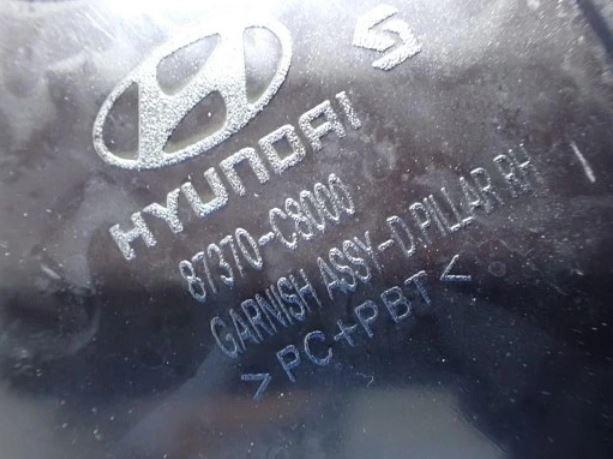 HYUNDAI
87370-C8000
GARNISH ASSY-D.PILLAR.RH
>PC+PBT<